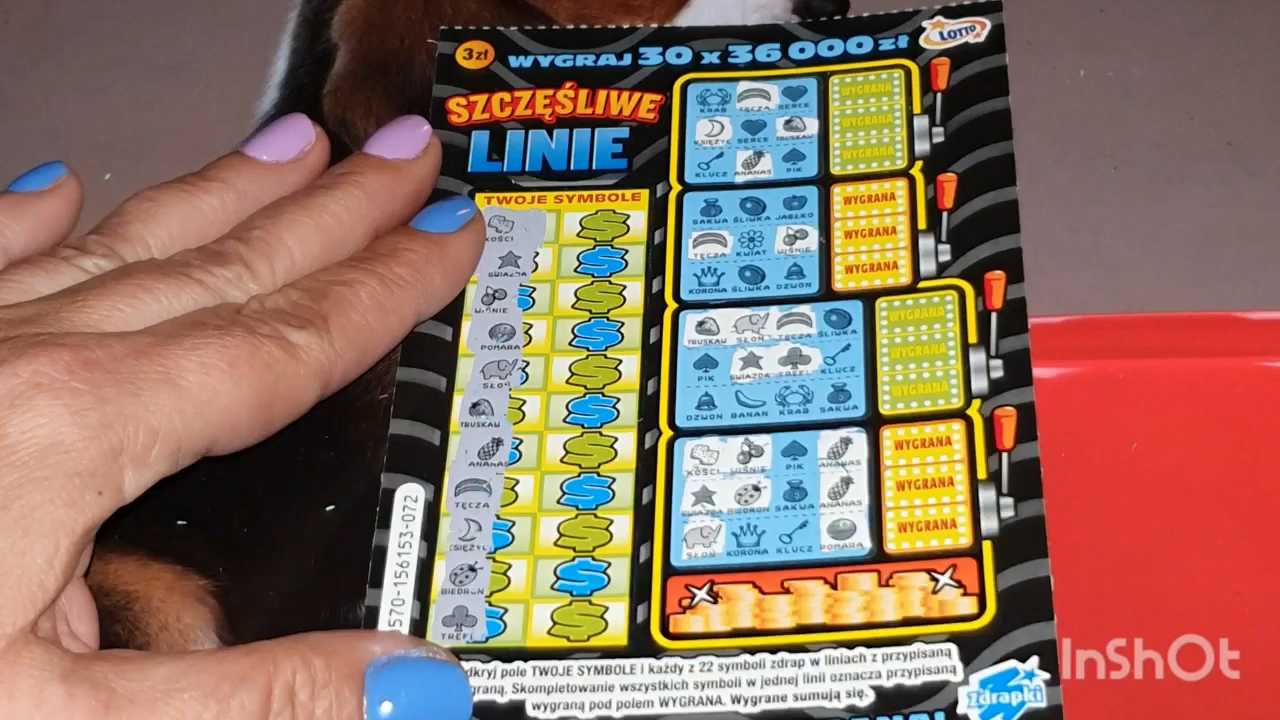 3zł WYGRAJ 30 x 36 000 zł LOTTO
SZCZĘŚLIWE
LINIE
TWOJE SYMBOLE
KOŚCI
GWIAZDA
WIŚNIE
POMARA
SŁOŃ
TRUSKAW
ANANAS
TĘCZA
KSIĘŻYC
BIEDRON
TREFL
KRAB TĘCZA SERCE
KSIĘŻYC SERCE TRUSKAW
KLUCZ ANANAS PIK
WYGRANA
WYGRANA
WYGRANA
SAKWA ŚLIWKA JABŁKO
TĘCZA KWIAT WIŚNIE
KORONA ŚLIWKA DZWON
WYGRANA
WYGRANA
WYGRANA
TRUSKAW SŁOŃ TĘCZA ŚLIWKA
PIK GWIAZDA TREFL KLUCZ
DZWON BANAN KRAB SAKWA
WYGRANA
WYGRANA
WYGRANA
KOŚCI WIŚNIE PIK ANANAS
GWIAZDA BIEDRON SAKWA ANANAS
SŁOŃ KORONA KLUCZ POMARA
WYGRANA
WYGRANA
WYGRANA
570-156153-072
dkryj pole TWOJE SYMBOLE i każdy z 22 symboli zdrap w liniach z przypisaną
graną. Skompletowanie wszystkich symboli w jednej linii oznacza przypisaną
wygraną pod polem WYGRANA. Wygrane sumują się.
Zdrapki
InShOt